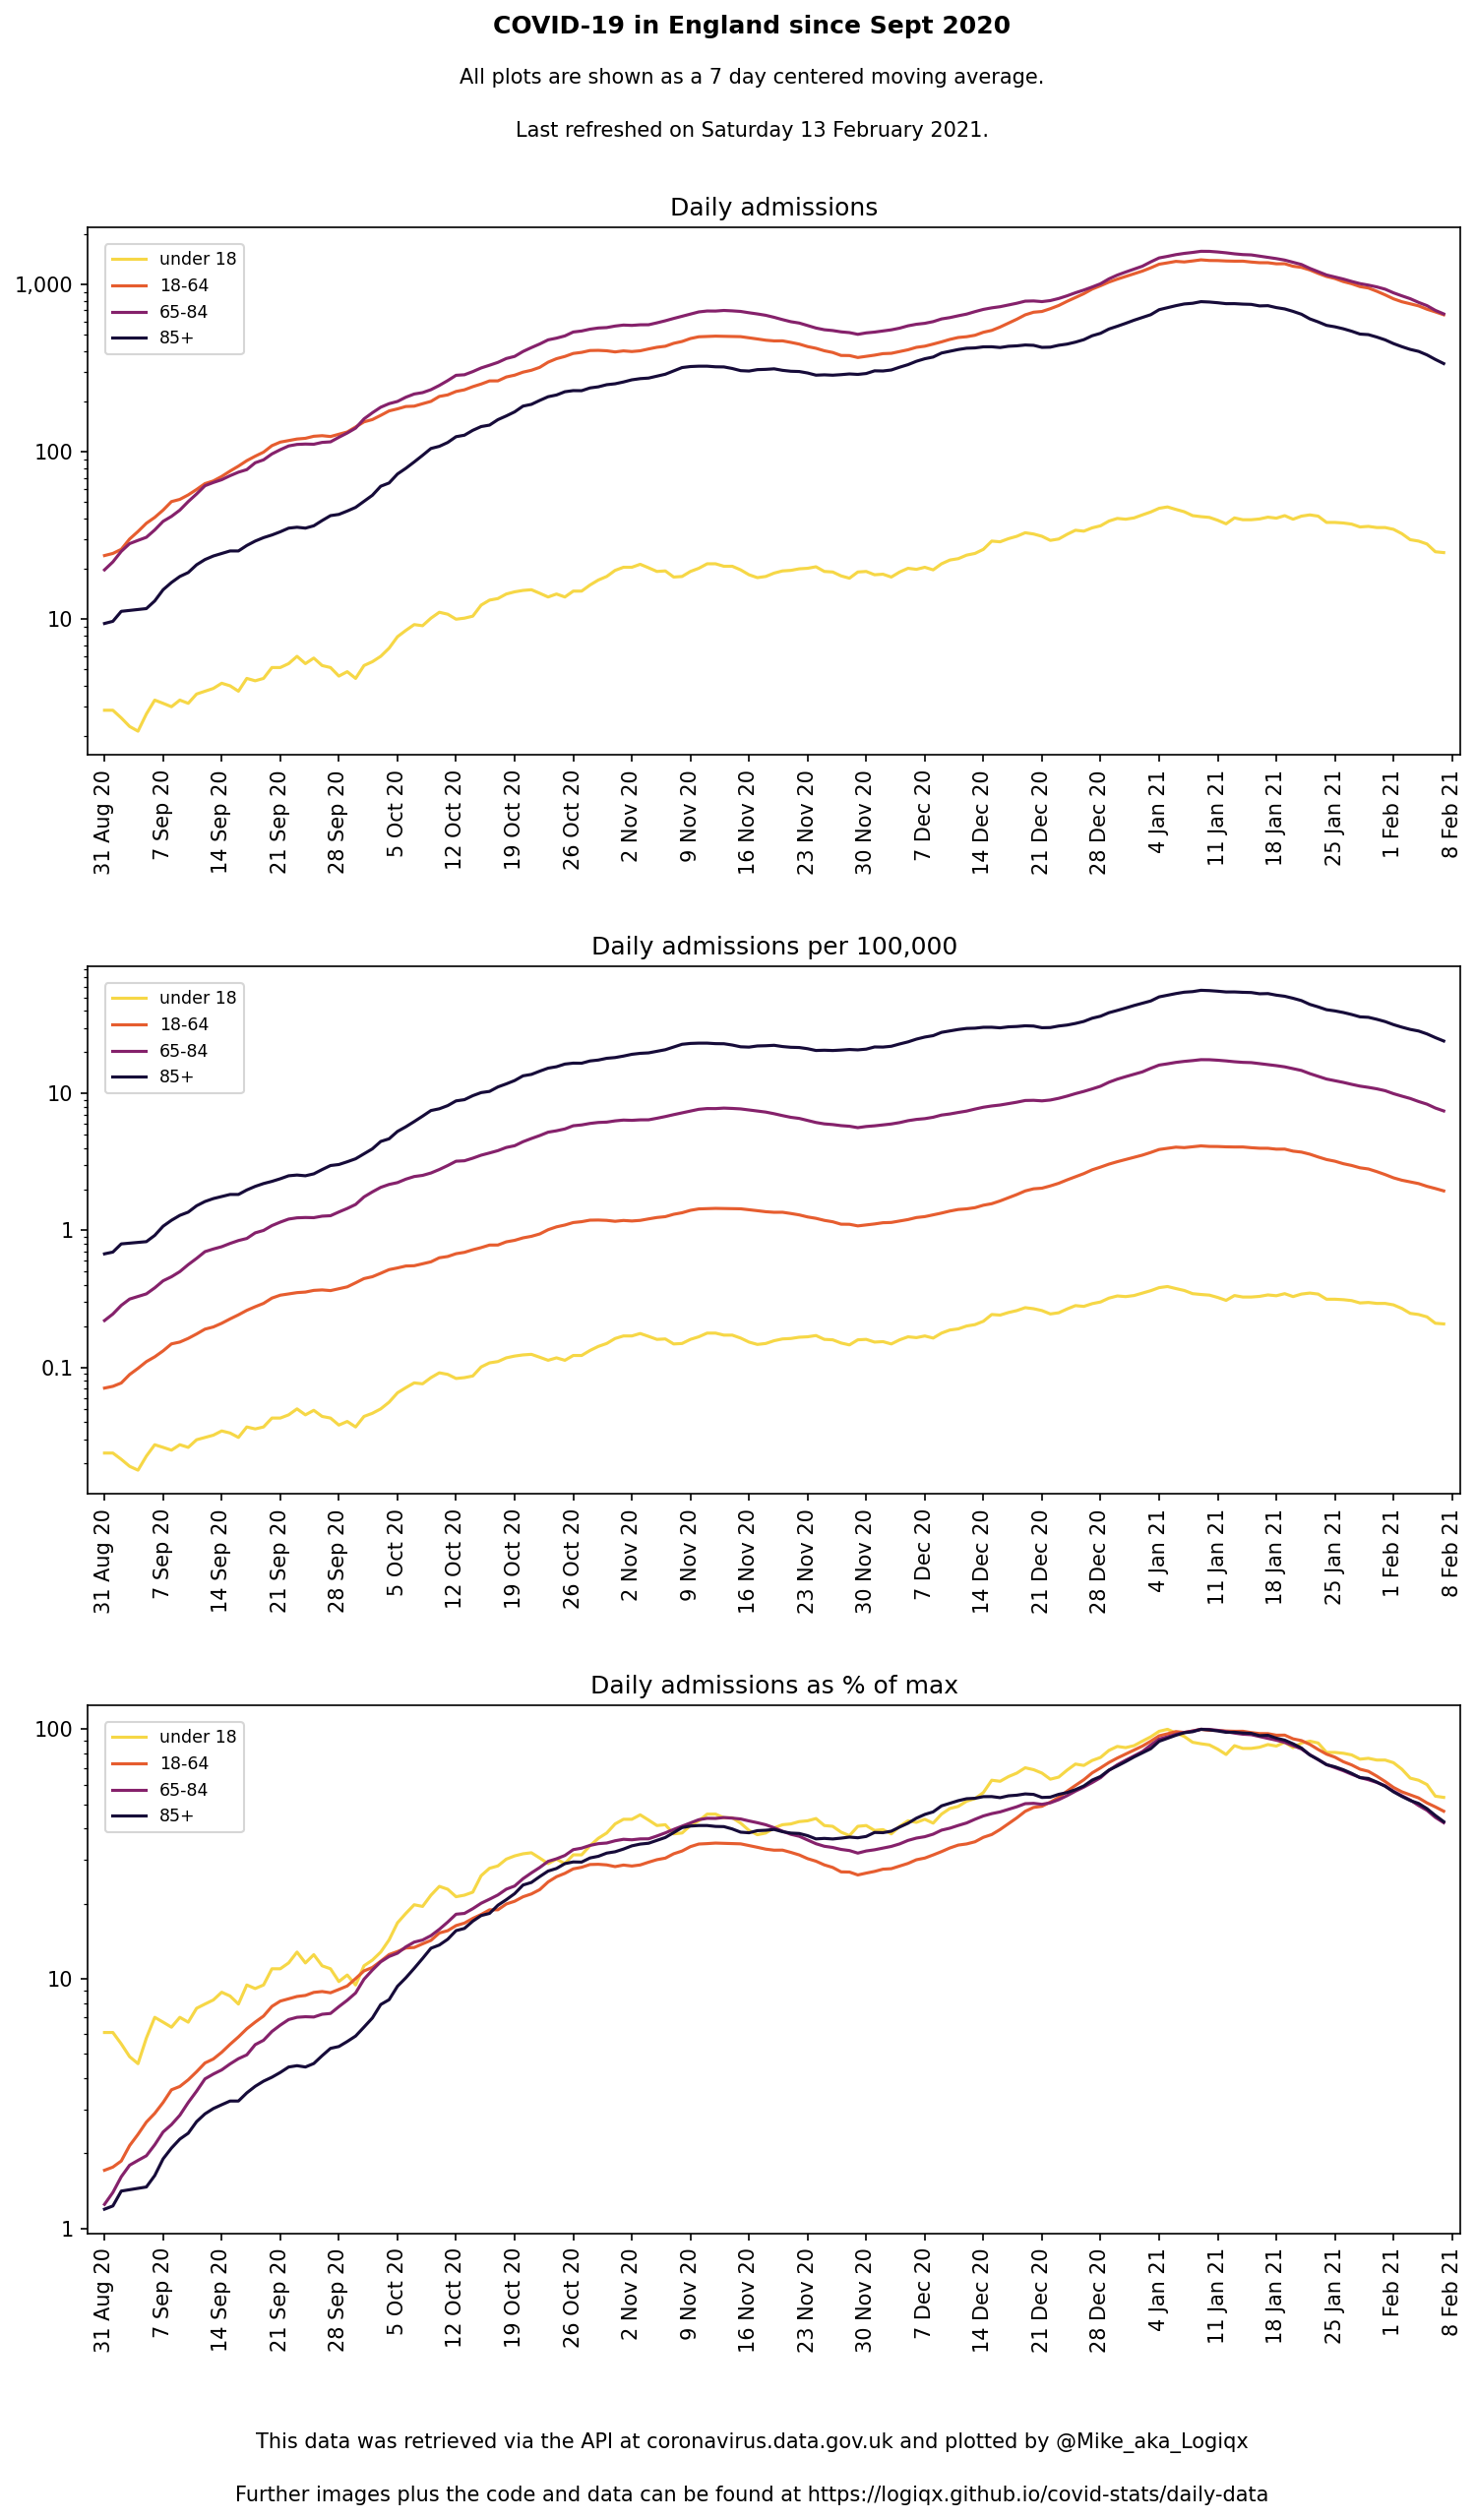 COVID-19 in England since Sept 2020
All plots are shown as a 7 day centered moving average.
Last refreshed on Saturday 13 February 2021.
Daily admissions
under 18
18-64
65-84
85+
1,000
100
10
31 Aug 20
7 Sep 20
14 Sep 20
21 Sep 20
28 Sep 20
5 Oct 20
12 Oct 20
19 Oct 20
26 Oct 20
2 Nov 20
9 Nov 20
16 Nov 20
23 Nov 20
30 Nov 20
7 Dec 20
14 Dec 20
21 Dec 20
28 Dec 20
4 Jan 21
11 Jan 21
18 Jan 21
25 Jan 21
1 Feb 21
8 Feb 21
Daily admissions per 100,000
under 18
18-64
65-84
85+
10
1
0.1
31 Aug 20
7 Sep 20
14 Sep 20
21 Sep 20
28 Sep 20
5 Oct 20
12 Oct 20
19 Oct 20
26 Oct 20
2 Nov 20
9 Nov 20
16 Nov 20
23 Nov 20
30 Nov 20
7 Dec 20
14 Dec 20
21 Dec 20
28 Dec 20
4 Jan 21
11 Jan 21
18 Jan 21
25 Jan 21
1 Feb 21
8 Feb 21
Daily admissions as % of max
under 18
18-64
65-84
85+
100
10
1
31 Aug 20
7 Sep 20
14 Sep 20
21 Sep 20
28 Sep 20
5 Oct 20
12 Oct 20
19 Oct 20
26 Oct 20
2 Nov 20
9 Nov 20
16 Nov 20
23 Nov 20
30 Nov 20
7 Dec 20
14 Dec 20
21 Dec 20
28 Dec 20
4 Jan 21
11 Jan 21
18 Jan 21
25 Jan 21
1 Feb 21
8 Feb 21
This data was retrieved via the API at coronavirus.data.gov.uk and plotted by @Mike_aka_Logiqx
Further images plus the code and data can be found at https://logiqx.github.io/covid-stats/daily-data